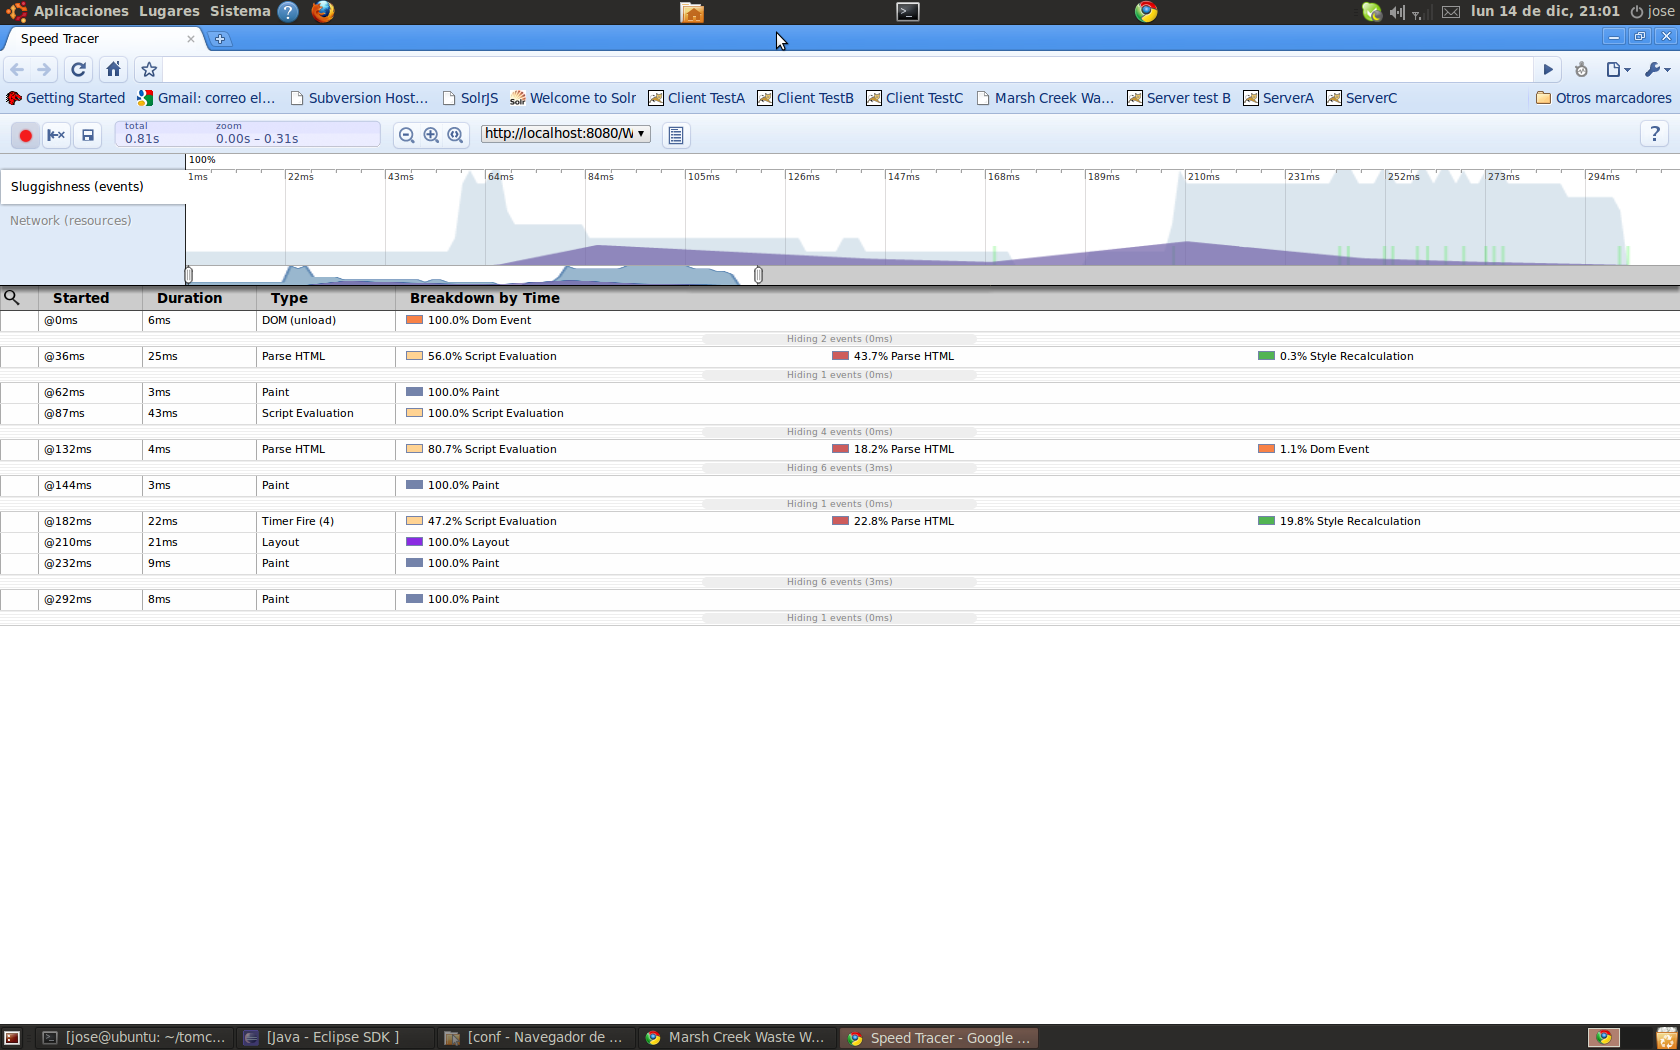 Aplicaciones Lugares Sistema lun 14 de dic, 21:01 jose
Speed Tracer
Getting Started Gmail: correo el... Subversion Host... SolrJS Welcome to Solr Client TestA Client TestB Client TestC Marsh Creek Wa... Server test B ServerA ServerC Otros marcadores
total zoom
0.81s 0.00s – 0.31s http://localhost:8080/W ?
100%
1ms 22ms 43ms 64ms 84ms 105ms 126ms 147ms 168ms 189ms 210ms 231ms 252ms 273ms 294ms
Sluggishness (events)
Network (resources)
Started Duration Type Breakdown by Time
@0ms 6ms DOM (unload) 100.0% Dom Event
Hiding 2 events (0ms)
@36ms 25ms Parse HTML 56.0% Script Evaluation 43.7% Parse HTML 0.3% Style Recalculation
Hiding 1 events (0ms)
@62ms 3ms Paint 100.0% Paint
@87ms 43ms Script Evaluation 100.0% Script Evaluation
Hiding 4 events (0ms)
@132ms 4ms Parse HTML 80.7% Script Evaluation 18.2% Parse HTML 1.1% Dom Event
Hiding 6 events (3ms)
@144ms 3ms Paint 100.0% Paint
Hiding 1 events (0ms)
@182ms 22ms Timer Fire (4) 47.2% Script Evaluation 22.8% Parse HTML 19.8% Style Recalculation
@210ms 21ms Layout 100.0% Layout
@232ms 9ms Paint 100.0% Paint
Hiding 6 events (3ms)
@292ms 8ms Paint 100.0% Paint
Hiding 1 events (0ms)
[jose@ubuntu: ~/tomc... [Java - Eclipse SDK ] [conf - Navegador de ... Marsh Creek Waste W... Speed Tracer - Google ...